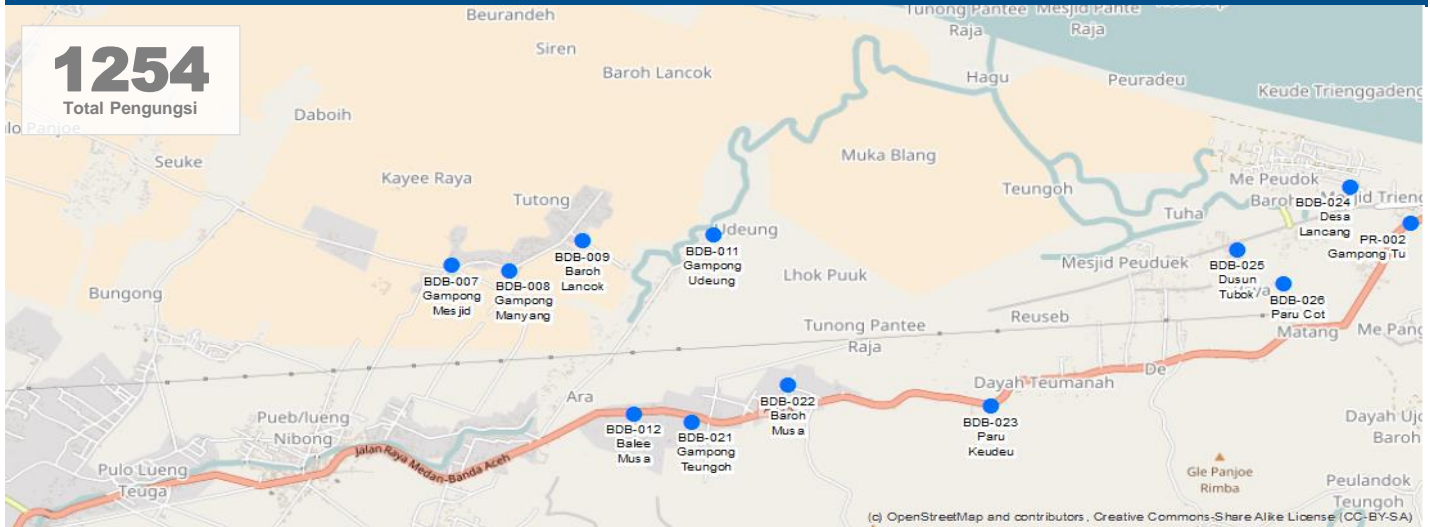 1254
Total Pengungsi
Beurandeh
Siren
Baroh Lancok
Daboih
Seuke
Kayee Raya
Tutong
Bungong
Tunong Pantee
Raja
Mesjid Pante
Raja
Hagu
Peuradeu
Keude Trienggadeng
Muka Blang
Teungoh
Me Peudok
Baroh
Tuha
Udeung
Lhok Puuk
Mesjid Peuduek
Reuseb
Matang
Tunong Pantee
Raja
Dayah Teumanah
De
Ara
Pueb/lueng
Nibong
Pulo Lueng
Teuga
Jalan Raya Medan-Banda Aceh
Gle Panjoe
Rimba
Peulandok
Teungoh
BDB-007
Gampong
Mesjid
BDB-008
Gampong
Manyang
BDB-009
Baroh
Lancok
BDB-011
Gampong
Udeung
BDB-012
Balee
Musa
BDB-021
Gampong
Teungoh
BDB-022
Baroh
Musa
BDB-023
Paru
Keudeu
BDB-024
Desa
Lancang
PR-002
Gampong Tu
BDB-025
Dusun
Tubok
BDB-026
Paru Cot
(c) OpenStreetMap and contributors, Creative Commons-Share Alike License (CC-BY-SA)